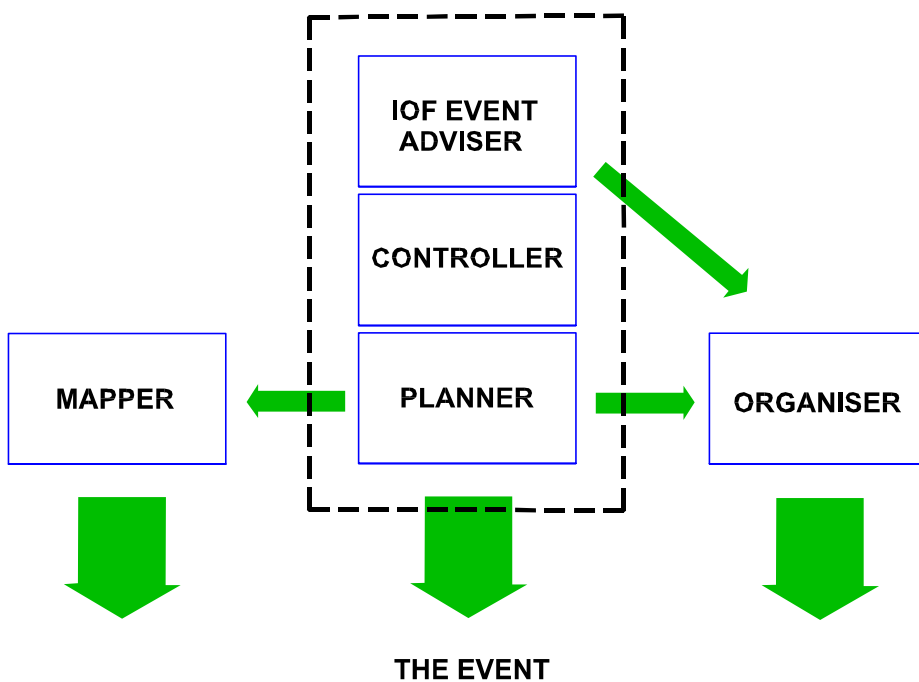 IOF EVENT
ADVISER
CONTROLLER
MAPPER
PLANNER
ORGANISER
THE EVENT